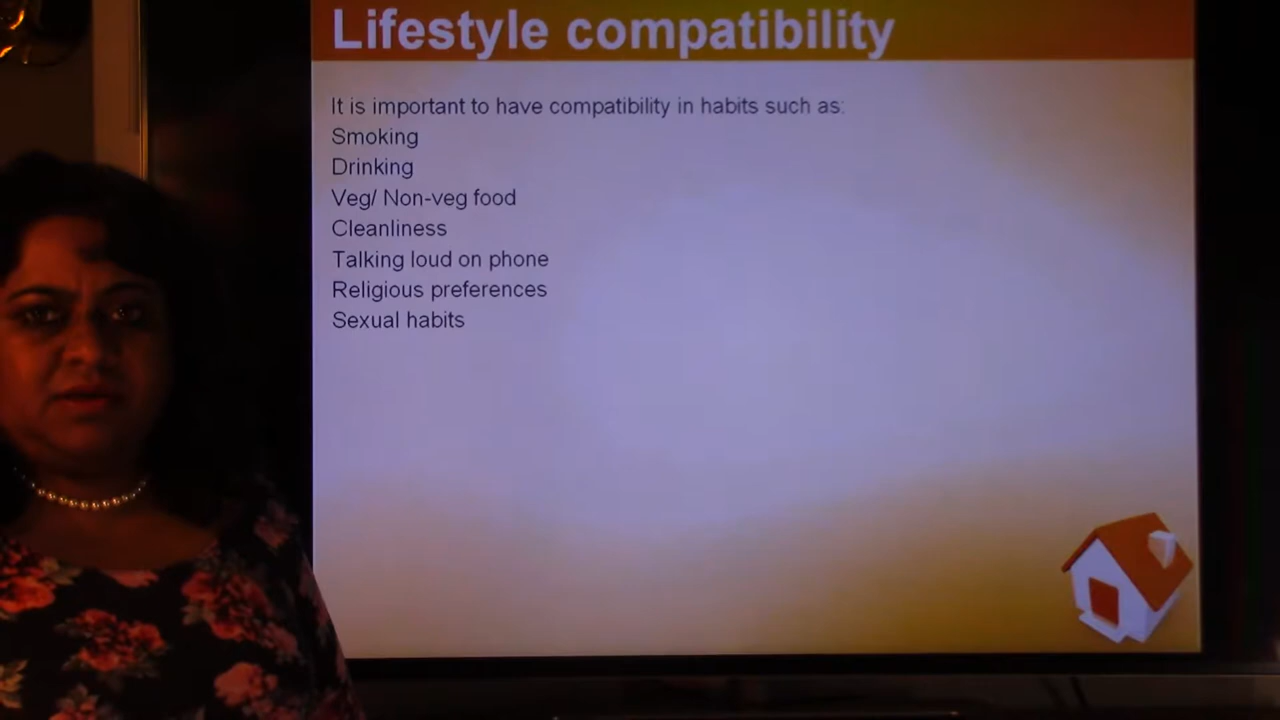 Lifestyle compatibility
It is important to have compatibility in habits such as:
Smoking
Drinking
Veg/ Non-veg food
Cleanliness
Talking loud on phone
Religious preferences
Sexual habits